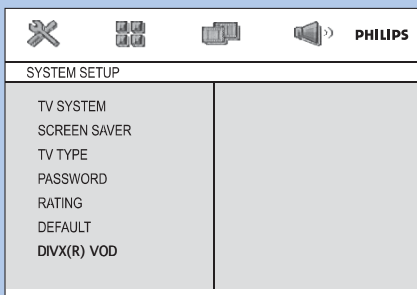 PHILIPS
SYSTEM SETUP
TV SYSTEM
SCREEN SAVER
TV TYPE
PASSWORD
RATING
DEFAULT
DIVX(R) VOD